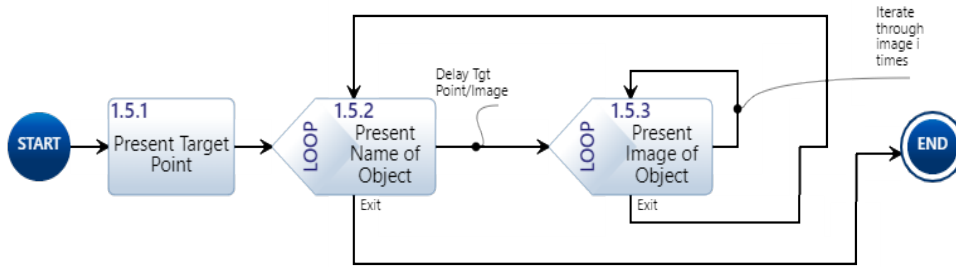 Iterate
through
image i
times
Delay Tgt
Point/Image
START
1.5.1
Present Target
Point
LOOP
1.5.2
Present
Name of
Object
Exit
LOOP
1.5.3
Present
Image of
Object
Exit
END